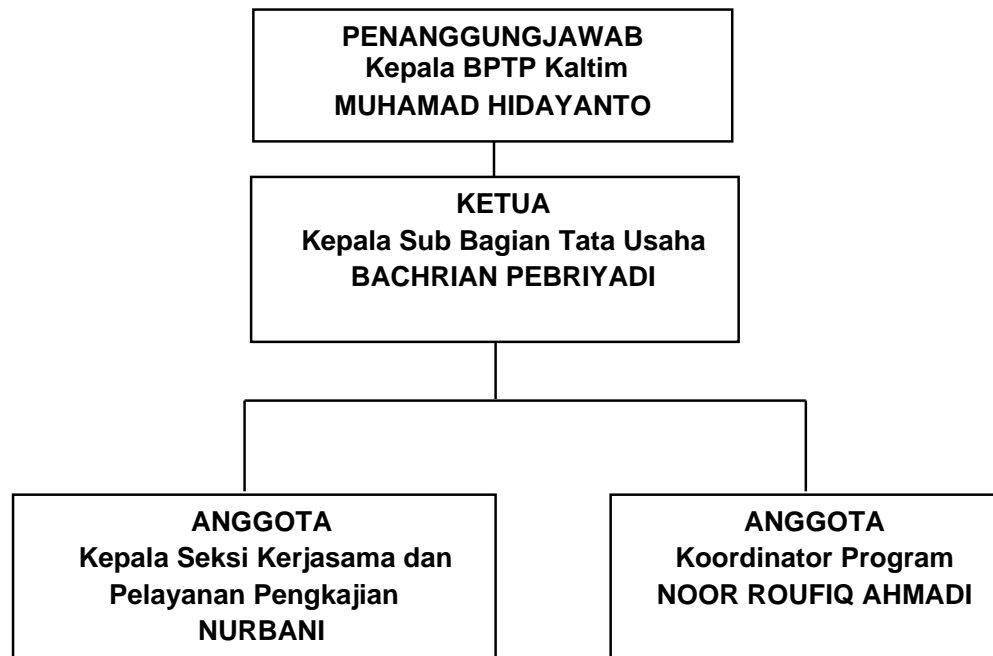 PENANGGUNGJAWAB
Kepala BPTP Kaltim
MUHAMAD HIDAYANTO
KETUA
Kepala Sub Bagian Tata Usaha
BACHRIAN PEBRIYADI
ANGGOTA
Kepala Seksi Kerjasama dan
Pelayanan Pengkajian
NURBANI
ANGGOTA
Koordinator Program
NOOR ROUFIQ AHMADI